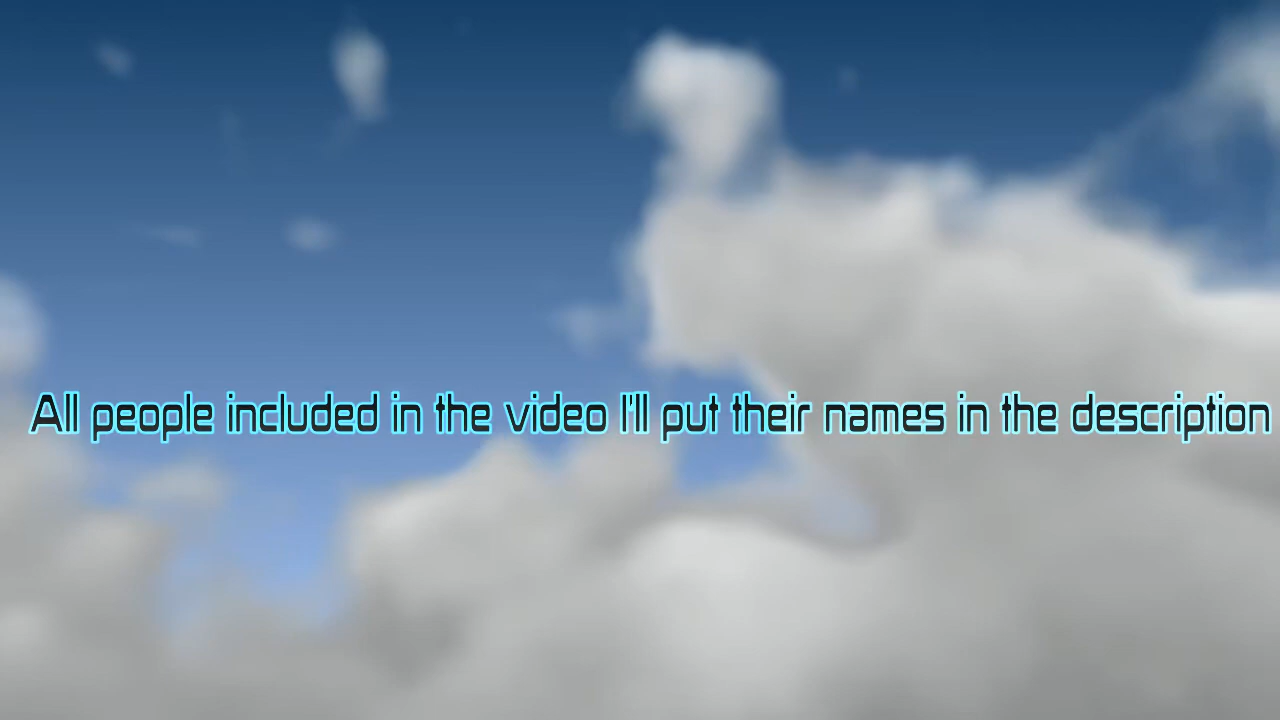 All people included in the video I'll put their names in the description